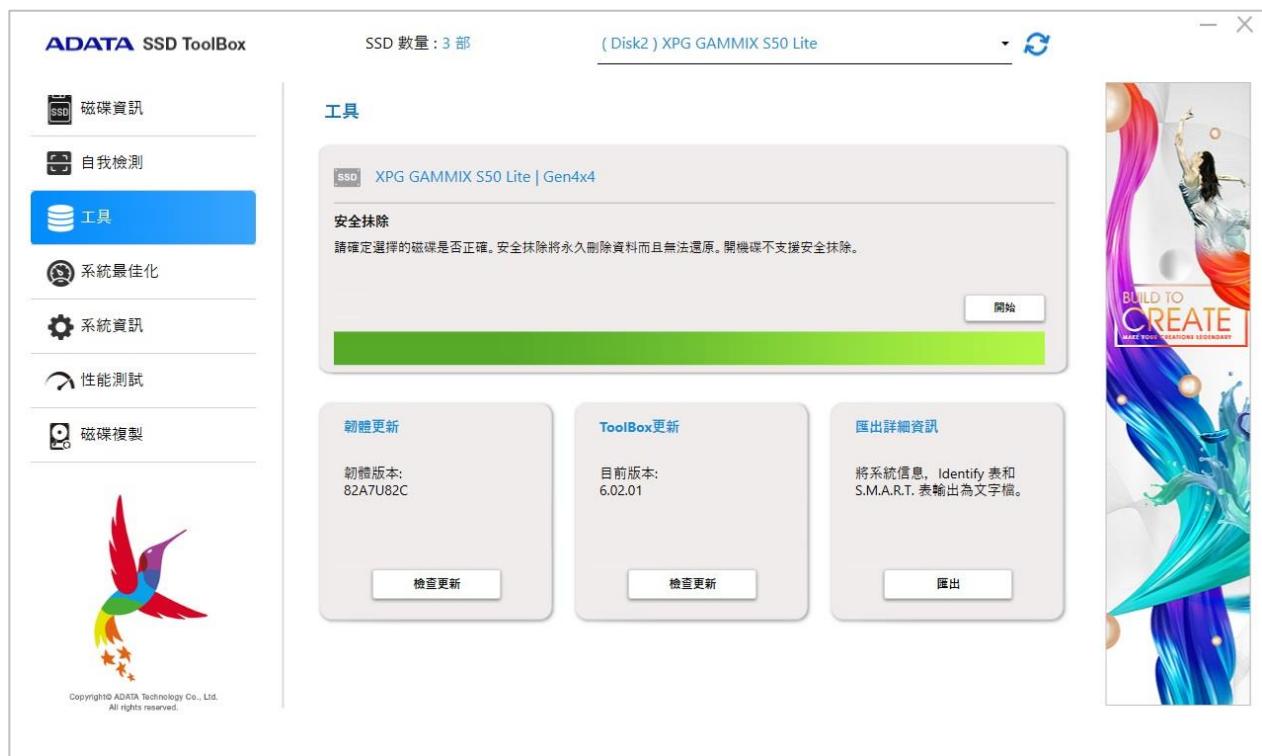 ADATA SSD ToolBox
SSD 數量 : 3 部
( Disk2 ) XPG GAMMIX S50 Lite
磁碟資訊
自我檢測
工具
系統最佳化
系統資訊
性能測試
磁碟複製
Copyright© ADATA Technology Co., Ltd.
All rights reserved.
工具
SSD
XPG GAMMIX S50 Lite | Gen4x4
安全抹除
請確定選擇的磁碟是否正確。安全抹除將永久刪除資料而且無法還原。開機碟不支援安全抹除。
開始
韌體更新
韌體版本:
82A7U82C
檢查更新
ToolBox更新
目前版本:
6.02.01
檢查更新
匯出詳細資訊
將系統信息，Identify 表和
S.M.A.R.T. 表輸出為文字檔。
匯出
BUILD TO
CREATE
MAKE YOUR CREATIONS LEGENDARY